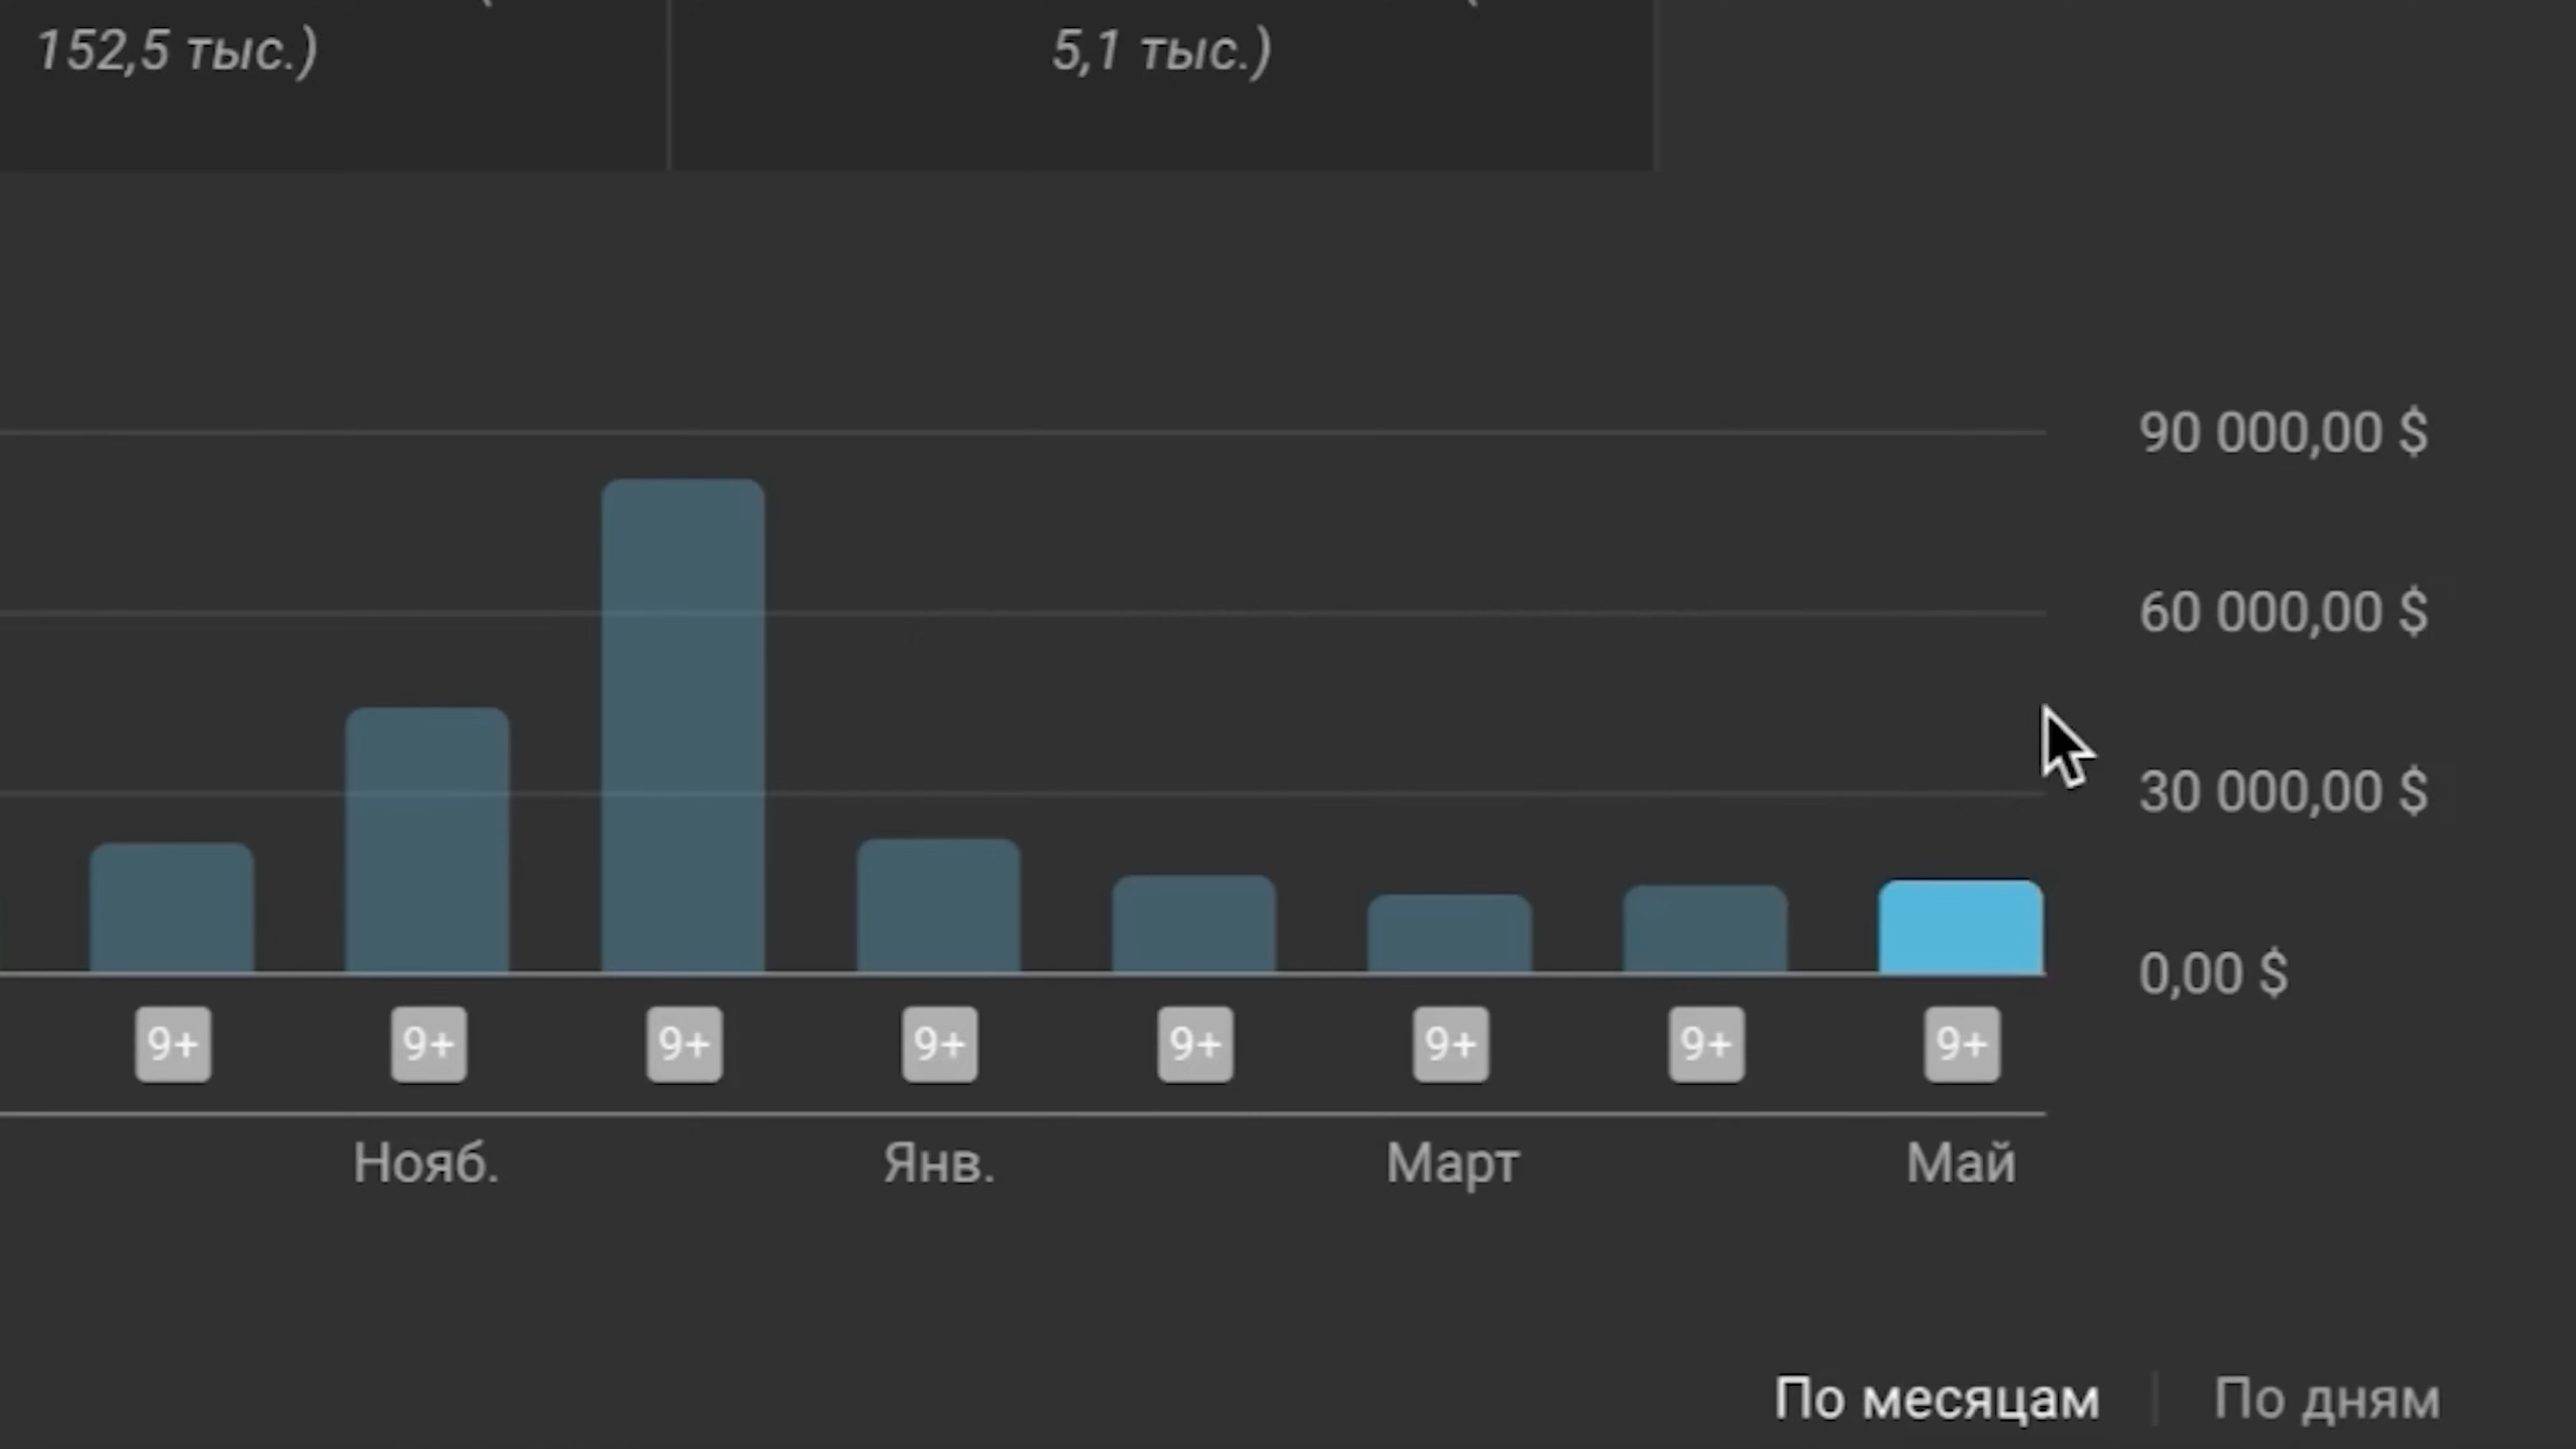 152,5 тыс.)
5,1 тыс.)
90 000,00 $
60 000,00 $
30 000,00 $
0,00 $
9+ 9+ 9+ 9+ 9+ 9+ 9+ 9+
Нояб. Янв. Март Май
По месяцам По дням